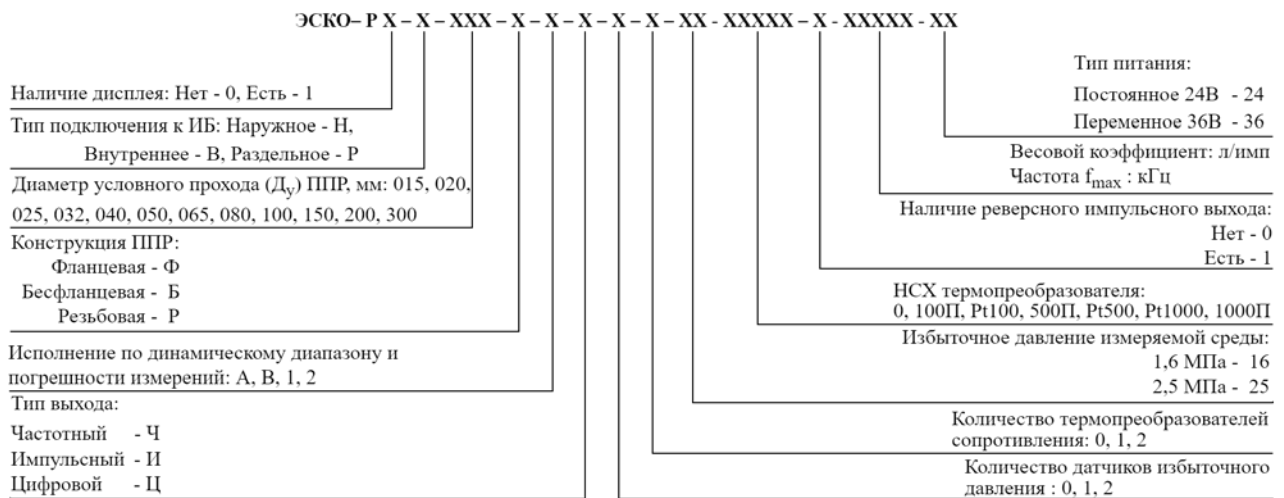 ЭСКО– Р Х – Х – ХХХ – Х – Х – Х – Х – Х – ХХ - ХХХХХ – Х - ХХХХХ - ХХ
Наличие дисплея: Нет - 0, Есть - 1
Тип подключения к ИБ: Наружное - Н,
Внутреннее - В, Раздельное - Р
Диаметр условного прохода (Ду) ППР, мм: 015, 020,
025, 032, 040, 050, 065, 080, 100, 150, 200, 300
Конструкция ППР:
Фланцевая - Ф
Бесфланцевая - Б
Резьбовая - Р
Исполнение по динамическому диапазону и
погрешности измерений: А, В, 1, 2
Тип выхода:
Частотный - Ч
Импульсный - И
Цифровой - Ц
Тип питания:
Постоянное 24В - 24
Переменное 36В - 36
Весовой коэффициент: л/имп
Частота fmax : кГц
Наличие реверсного импульсного выхода:
Нет - 0
Есть - 1
НСХ термопреобразователя:
0, 100П, Pt100, 500П, Pt500, Pt1000, 1000П
Избыточное давление измеряемой среды:
1,6 МПа - 16
2,5 МПа - 25
Количество термопреобразователей
сопротивления: 0, 1, 2
Количество датчиков избыточного
давления : 0, 1, 2